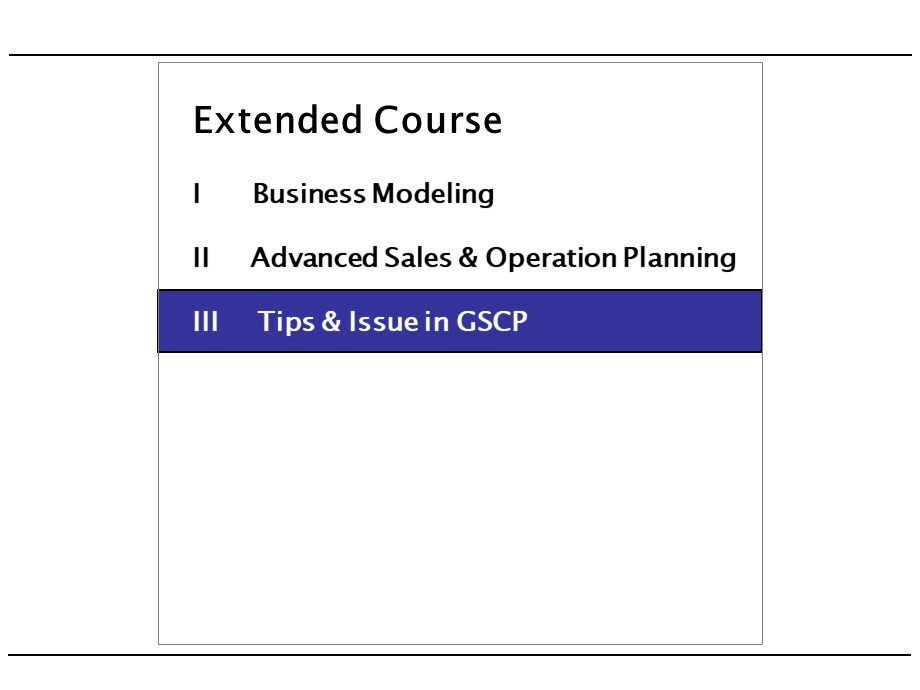 Extended Course
I Business Modeling
II Advanced Sales & Operation Planning
III Tips & Issue in GSCP